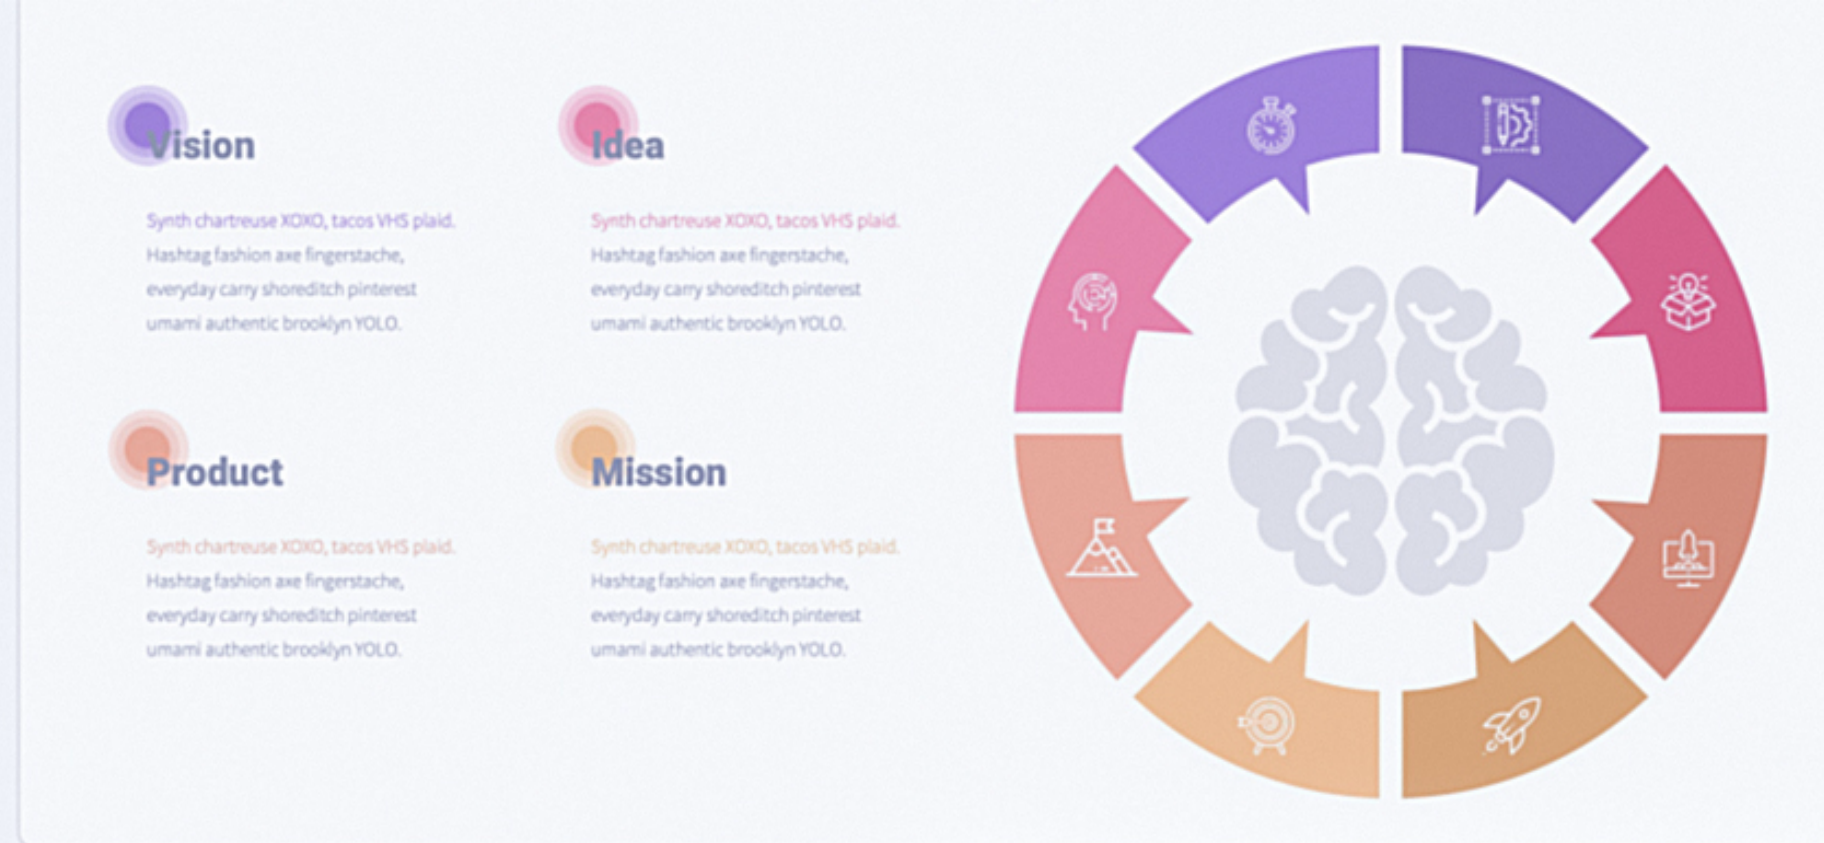 Vision
Synth chartreuse XOXO, tacos VHS plaid.
Hashtag fashion axe fingerstache,
everyday carry shoreditch pinterest
umami authentic brooklyn YOLO.
Idea
Synth chartreuse XOXO, tacos VHS plaid.
Hashtag fashion axe fingerstache,
everyday carry shoreditch pinterest
umami authentic brooklyn YOLO.
Product
Synth chartreuse XOXO, tacos VHS plaid.
Hashtag fashion axe fingerstache,
everyday carry shoreditch pinterest
umami authentic brooklyn YOLO.
Mission
Synth chartreuse XOXO, tacos VHS plaid.
Hashtag fashion axe fingerstache,
everyday carry shoreditch pinterest
umami authentic brooklyn YOLO.